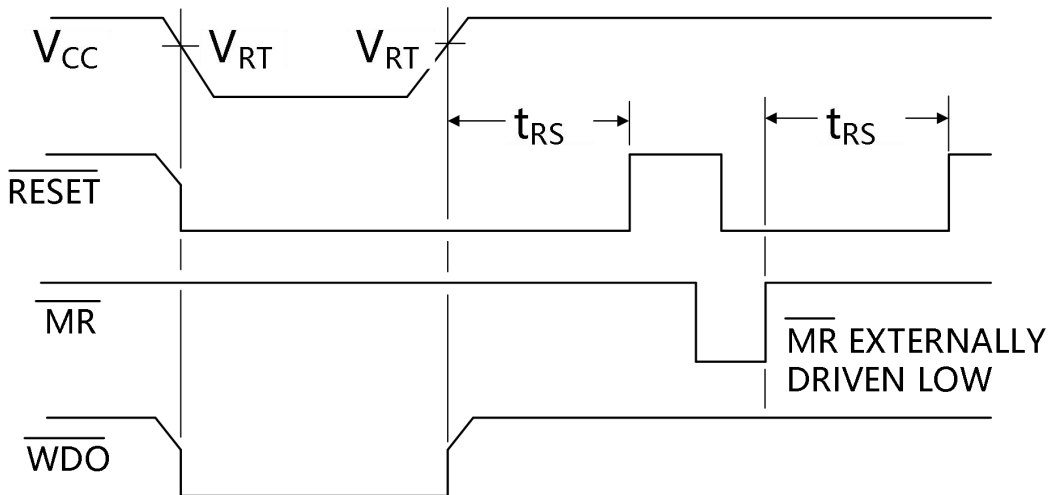 VCC
VRT
VRT
tRS
tRS
RESET
MR
MR EXTERNALLY
DRIVEN LOW
WDO